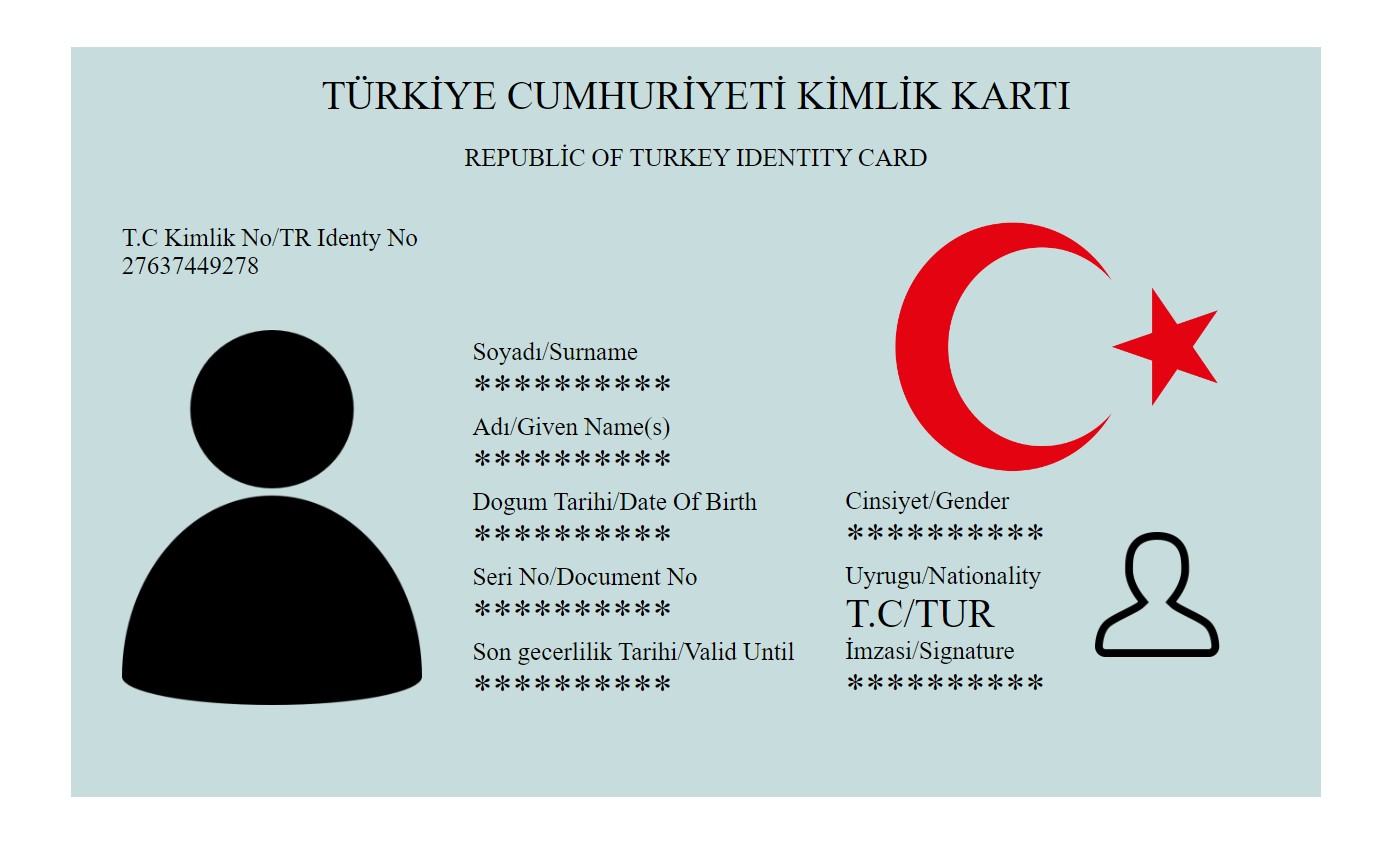 TÜRKİYE CUMHURİYETİ KİMLİK KARTI
REPUBLİC OF TURKEY IDENTITY CARD
T.C Kimlik No/TR Identy No
27637449278
Soyadı/Surname
**********
Adı/Given Name(s)
**********
Dogum Tarihi/Date Of Birth
**********
Seri No/Document No
**********
Son gecerlilik Tarihi/Valid Until
**********
Cinsiyet/Gender
**********
Uyrugu/Nationality
T.C/TUR
İmzasi/Signature
**********